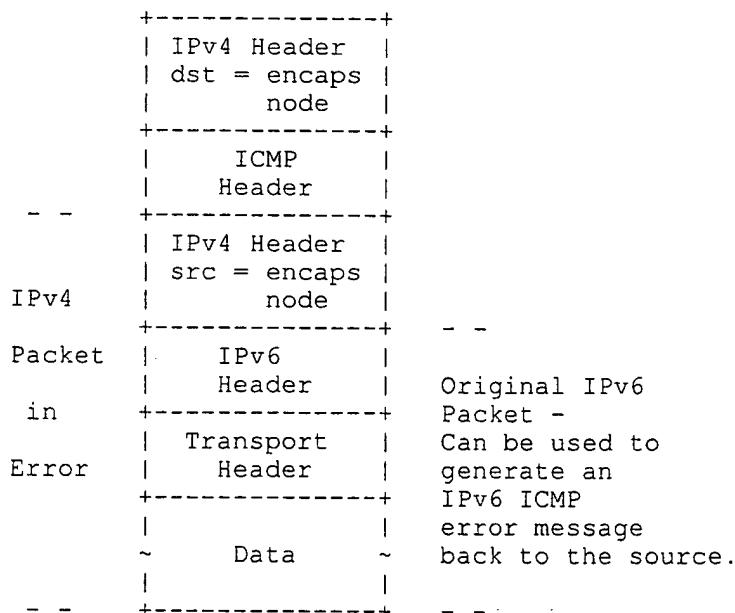 +--------------+
| IPv4 Header |
| dst = encaps |
| node |
+--------------+
| ICMP |
| Header |
- - +--------------+
| IPv4 Header |
| src = encaps |
IPv4 | node |
+--------------+ - -
Packet | IPv6 |
| Header | Original IPv6
in +--------------+ Packet -
| Transport | Can be used to
Error | Header | generate an
+--------------+ IPv6 ICMP
| | error message
~ Data ~ back to the source.
| |
- - +--------------+ - -